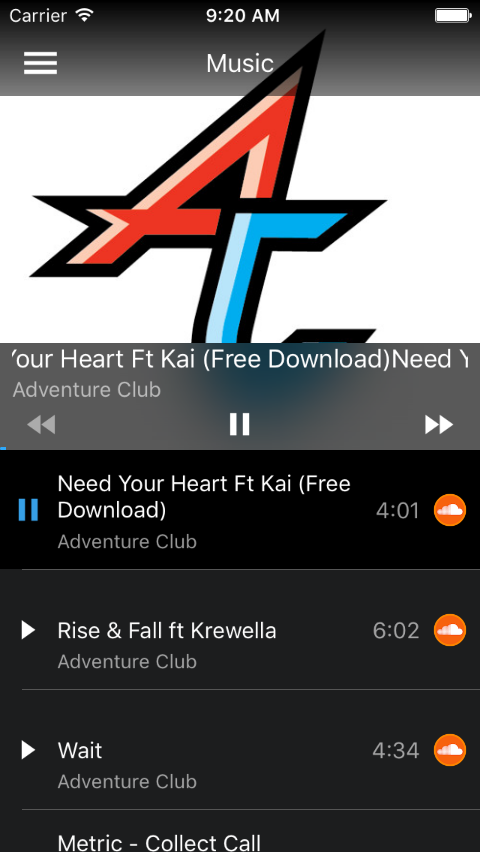 Carrier 9:20 AM
Music
Your Heart Ft Kai (Free Download)Need Y
Adventure Club
Need Your Heart Ft Kai (Free
Download)
4:01
Adventure Club
Rise & Fall ft Krewella 6:02
Adventure Club
Wait 4:34
Adventure Club
Metric - Collect Call